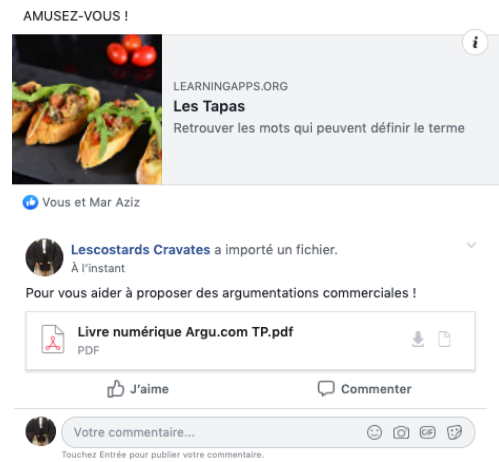 AMUSEZ-VOUS !
LEARNINGAPPS.ORG
Les Tapas
Retrouver les mots qui peuvent définir le terme
Vous et Mar Aziz
Lescostards Cravates a importé un fichier.
À l'instant
Pour vous aider à proposer des argumentations commerciales !
Livre numérique Argu.com TP.pdf
PDF
J'aime
Commenter
Votre commentaire...
GIF
Touchez Entrée pour publier votre commentaire.